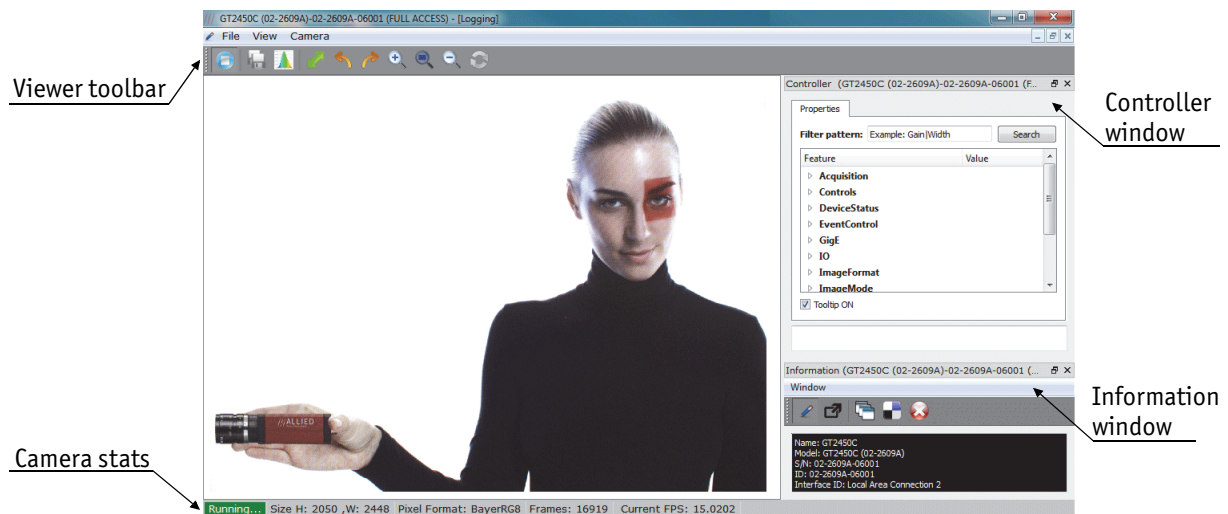 GT2450C (02-2609A)-02-2609A-06001 (FULL ACCESS) - [Logging]
File View Camera
Viewer toolbar
Controller (GT2450C (02-2609A)-02-2609A-06001 (F...
Controller
window
Properties
Filter pattern: Example: Gain|Width Search
Feature Value
Acquisition
Controls
DeviceStatus
EventControl
GigE
IO
ImageFormat
ImageMode
Tooltip ON
Information (GT2450C (02-2609A)-02-2609A-06001 (...
Window
Information
window
///ALLIED
Name: GT2450C
Model: GT2450C (02-2609A)
S/N: 02-2609A-06001
ID: 02-2609A-06001
Interface ID: Local Area Connection 2
Camera stats
Running... Size H: 2050 ,W: 2448 Pixel Format: BayerRG8 Frames: 16919 Current FPS: 15.0202